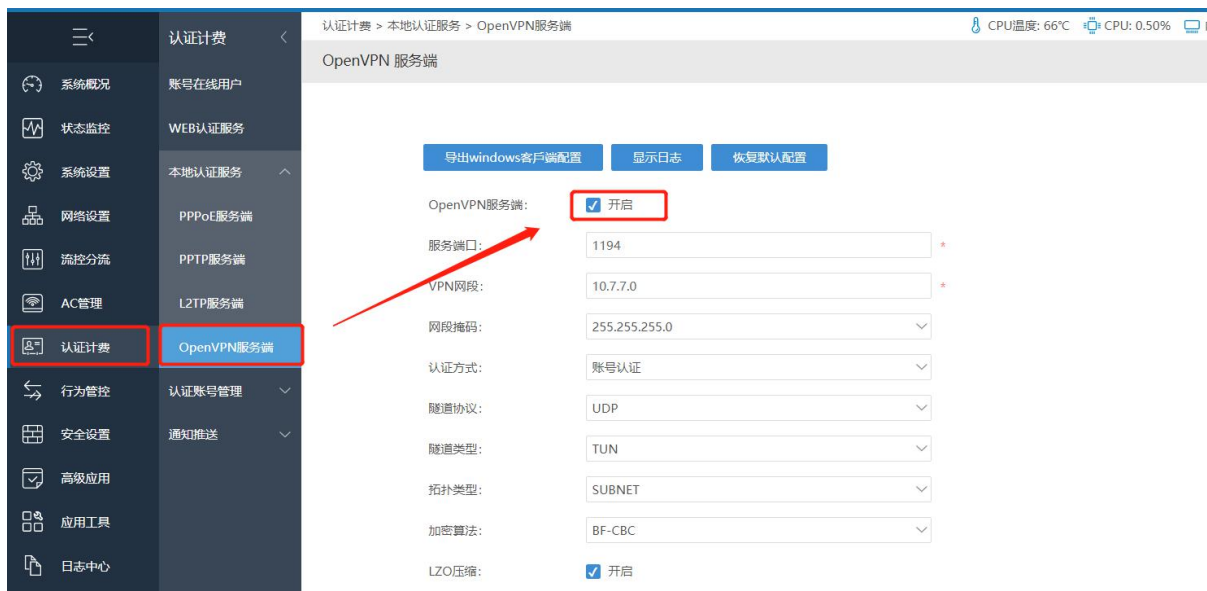 认证计费 > 本地认证服务 > OpenVPN服务端
CPU温度: 66℃
CPU: 0.50%
OpenVPN 服务端
系统概况
状态监控
系统设置
网络设置
流控分流
AC管理
认证计费
行为管控
安全设置
高级应用
应用工具
日志中心
认证计费
账号在线用户
WEB认证服务
本地认证服务
PPPoE服务端
PPTP服务端
L2TP服务端
OpenVPN服务端
认证账号管理
通知推送
导出windows客戶端配置
显示日志
恢复默认配置
OpenVPN服务端: 开启
服务端口: 1194 *
VPN网段: 10.7.7.0 *
网段掩码: 255.255.255.0
认证方式: 账号认证
隧道协议: UDP
隧道类型: TUN
拓扑类型: SUBNET
加密算法: BF-CBC
LZO压缩: 开启